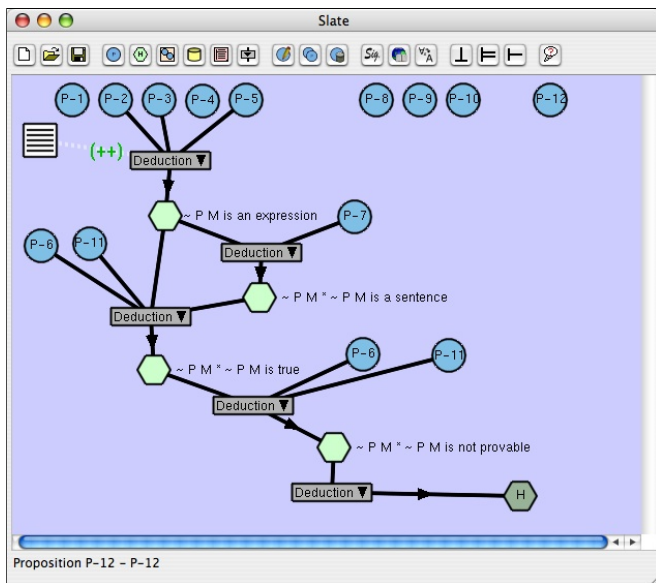 Slate
Sig
P-1 P-2 P-3 P-4 P-5 P-8 P-9 P-10 P-12
(++)
Deduction ▼
~ P M is an expression P-7
P-6 P-11
Deduction ▼
~ P M * ~ P M is a sentence
Deduction ▼
P-6
P-11
~ P M * ~ P M is true
Deduction ▼
~ P M * ~ P M is not provable
Deduction ▼ H
Proposition P-12 - P-12